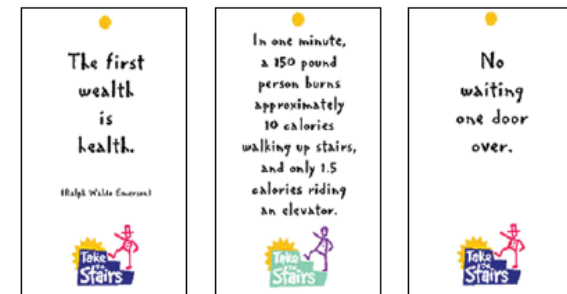 The first
wealth
is
health.
(Ralph Waldo Emerson)
Take
the
Stairs
In one minute,
a 150 pound
person burns
approximately
10 calories
walking up stairs,
and only 1.5
calories riding
an elevator.
Take
the
Stairs
No
waiting
one door
over.
Take
the
Stairs